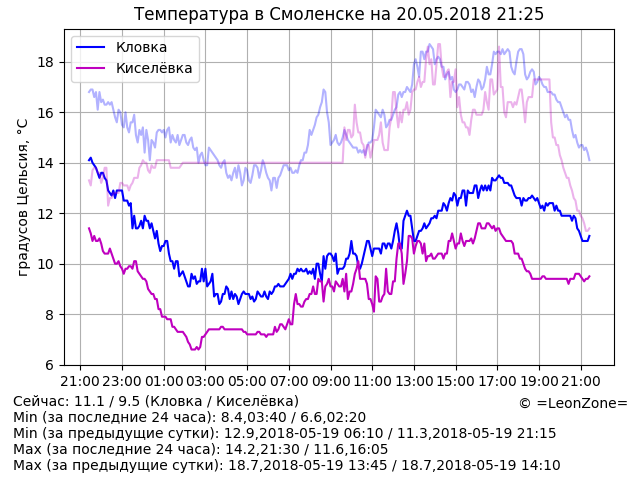 Температура в Смоленске на 20.05.2018 21:25
Кловка
Киселёвка
градусов Цельсия, °C
18
16
14
12
10
8
6
21:00 23:00 01:00 03:00 05:00 07:00 09:00 11:00 13:00 15:00 17:00 19:00 21:00
Сейчас: 11.1 / 9.5 (Кловка / Киселёвка)
© =LeonZone=
Min (за последние 24 часа): 8.4,03:40 / 6.6,02:20
Min (за предыдущие сутки): 12.9,2018-05-19 06:10 / 11.3,2018-05-19 21:15
Max (за последние 24 часа): 14.2,21:30 / 11.6,16:05
Max (за предыдущие сутки): 18.7,2018-05-19 13:45 / 18.7,2018-05-19 14:10